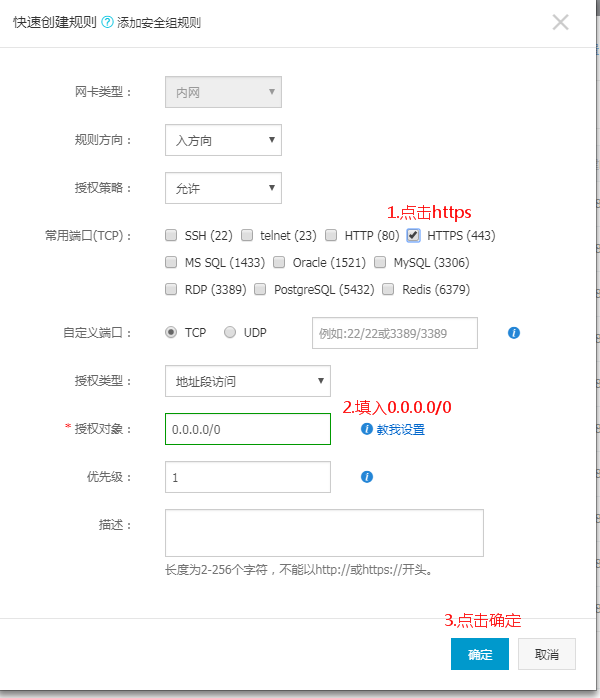 快速创建规则 ? 添加安全组规则
网卡类型： 内网
规则方向： 入方向
授权策略： 允许
1.点击https
常用端口(TCP)： SSH (22) telnet (23) HTTP (80) HTTPS (443)
MS SQL (1433) Oracle (1521) MySQL (3306)
RDP (3389) PostgreSQL (5432) Redis (6379)
自定义端口： TCP UDP 例如:22/22或3389/3389
授权类型： 地址段访问
2.填入0.0.0.0/0
* 授权对象： 0.0.0.0/0 教我设置
优先级： 1
描述：
长度为2-256个字符，不能以http://或https://开头。
3.点击确定
确定 取消